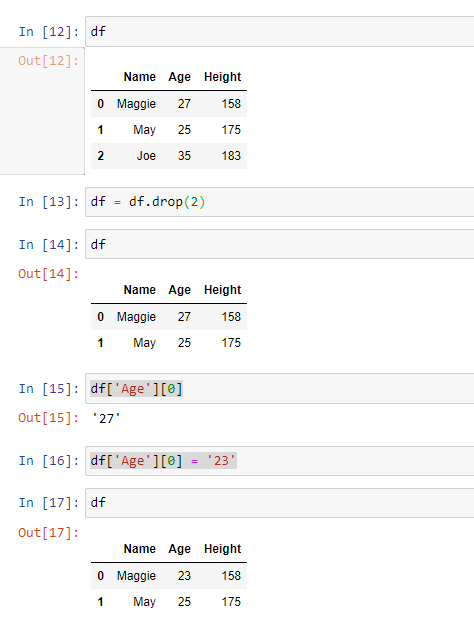 In [12]: df
Out[12]:
Name Age Height
0 Maggie 27 158
1 May 25 175
2 Joe 35 183
In [13]: df = df.drop(2)
In [14]: df
Out[14]:
Name Age Height
0 Maggie 27 158
1 May 25 175
In [15]: df['Age'][0]
Out[15]: '27'
In [16]: df['Age'][0] = '23'
In [17]: df
Out[17]:
Name Age Height
0 Maggie 23 158
1 May 25 175